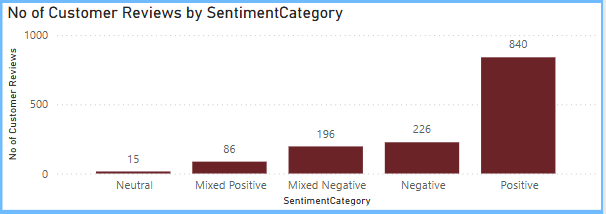 No of Customer Reviews by SentimentCategory
No of Customer Reviews
1000
500
0
15
86
196
226
840
Neutral
Mixed Positive
Mixed Negative
Negative
Positive
SentimentCategory